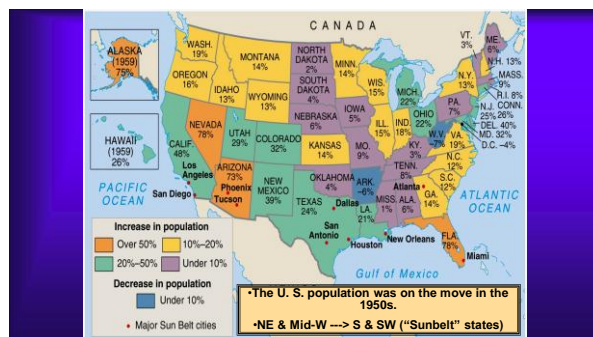 CANADA
ALASKA
(1959)
75%
HAWAII
(1959)
26%
WASH.
19%
OREGON
16%
IDAHO
13%
MONTANA
14%
WYOMING
13%
NORTH
DAKOTA
2%
SOUTH
DAKOTA
4%
NEBRASKA
6%
MINN.
14%
IOWA
5%
WIS.
15%
MICH.
22%
VT.
3%
ME.
6%
N.H. 13%
MASS.
9%
R.I. 8%
CONN.
26%
N.J.
25%
DEL. 40%
MD. 32%
D.C. –4%
N.Y.
13%
PA.
7%
OHIO
22%
IND.
18%
ILL.
15%
W.V.
–7%
VA.
19%
KY.
3%
N.C.
12%
S.C.
12%
TENN.
8%
GA.
14%
FLA.
78%
ALA.
6%
MISS.
1%
ARK.
–6%
LA.
21%
MO.
9%
KANSAS
14%
OKLAHOMA
4%
TEXAS
24%
NEW
MEXICO
39%
COLORADO
32%
UTAH
29%
NEVADA
78%
CALIF.
48%
ARIZONA
73%
Los
Angeles
San Diego
Phoenix
Tucson
Dallas
San
Antonio
Houston
New Orleans
Atlanta
Miami
PACIFIC
OCEAN
ATLANTIC
OCEAN
Gulf of Mexico
Increase in population
Over 50%
10%–20%
20%–50%
Under 10%
Decrease in population
Under 10%
• Major Sun Belt cities
•The U. S. population was on the move in the
1950s.
•NE & Mid-W ---> S & SW (“Sunbelt” states)